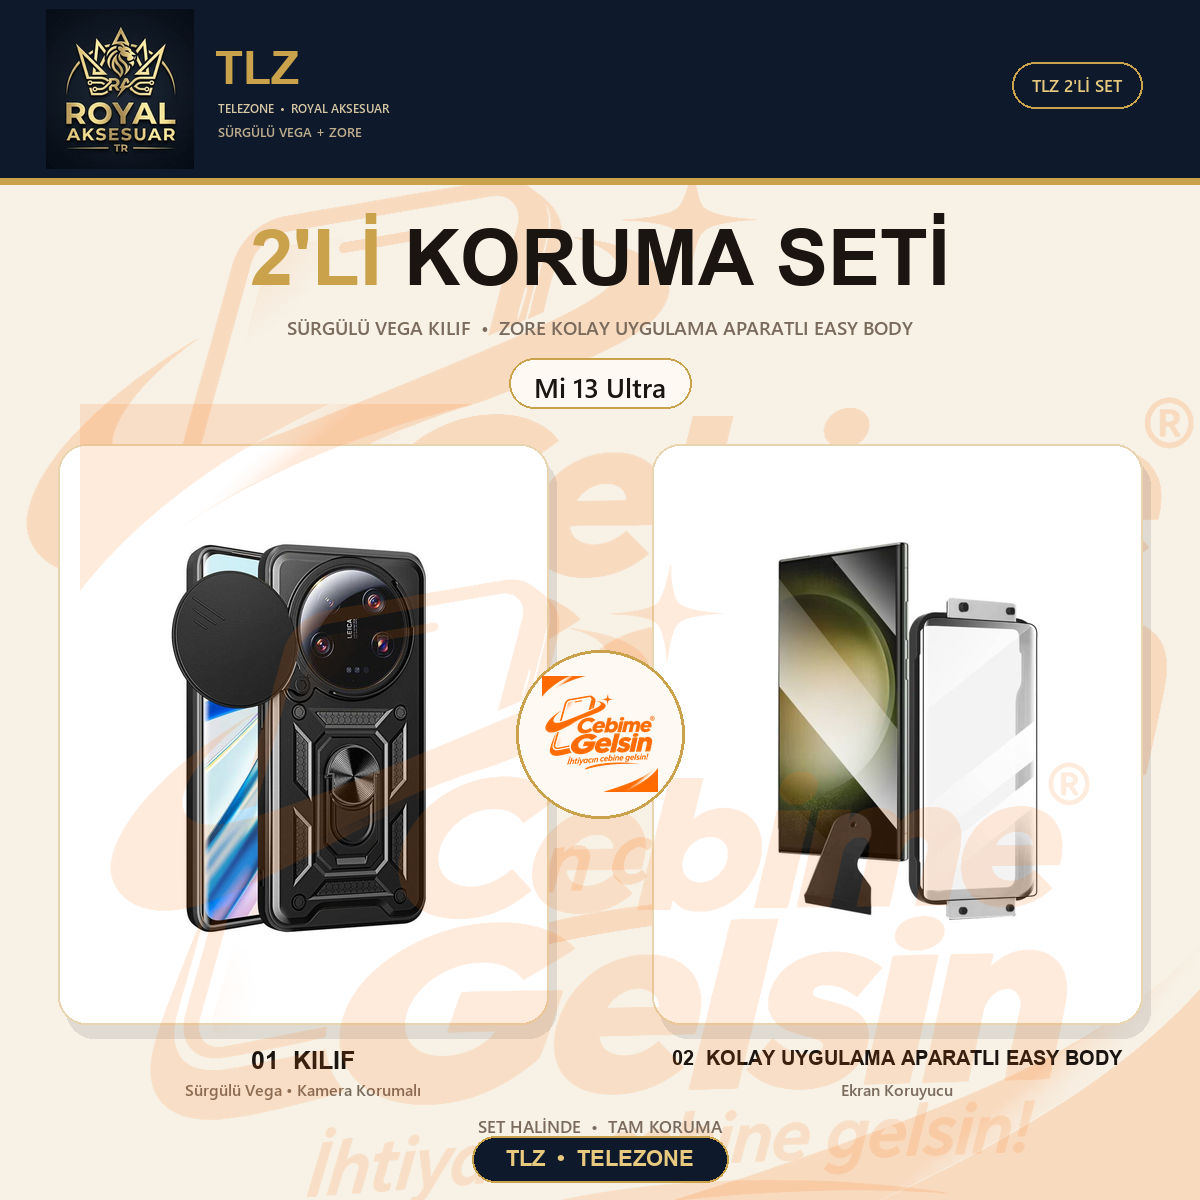 RA
ROYAL
AKSESUAR
TR
TLZ
TELEZONE • ROYAL AKSESUAR
SÜRGÜLÜ VEGA + ZORE
TLZ 2'Lİ SET
2'Lİ KORUMA SETİ
SÜRGÜLÜ VEGA KILIF • ZORE KOLAY UYGULAMA APARATLI EASY BODY
Mi 13 Ultra
LEICA
Cebime®
Gelsin
İhtiyacın cebine gelsin!
Cebime®
Gelsin
01 KILIF
Sürgülü Vega • Kamera Korumalı
02 KOLAY UYGULAMA APARATLI EASY BODY
Ekran Koruyucu
SET HALİNDE • TAM KORUMA
TLZ • TELEZONE